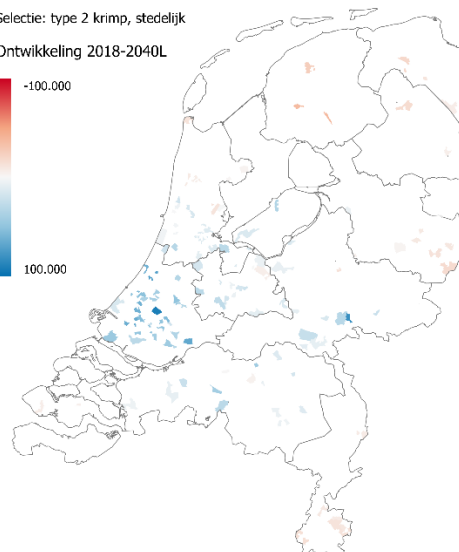 Selectie: type 2 krimp, stedelijk
Ontwikkeling 2018-2040L
-100.000
100.000